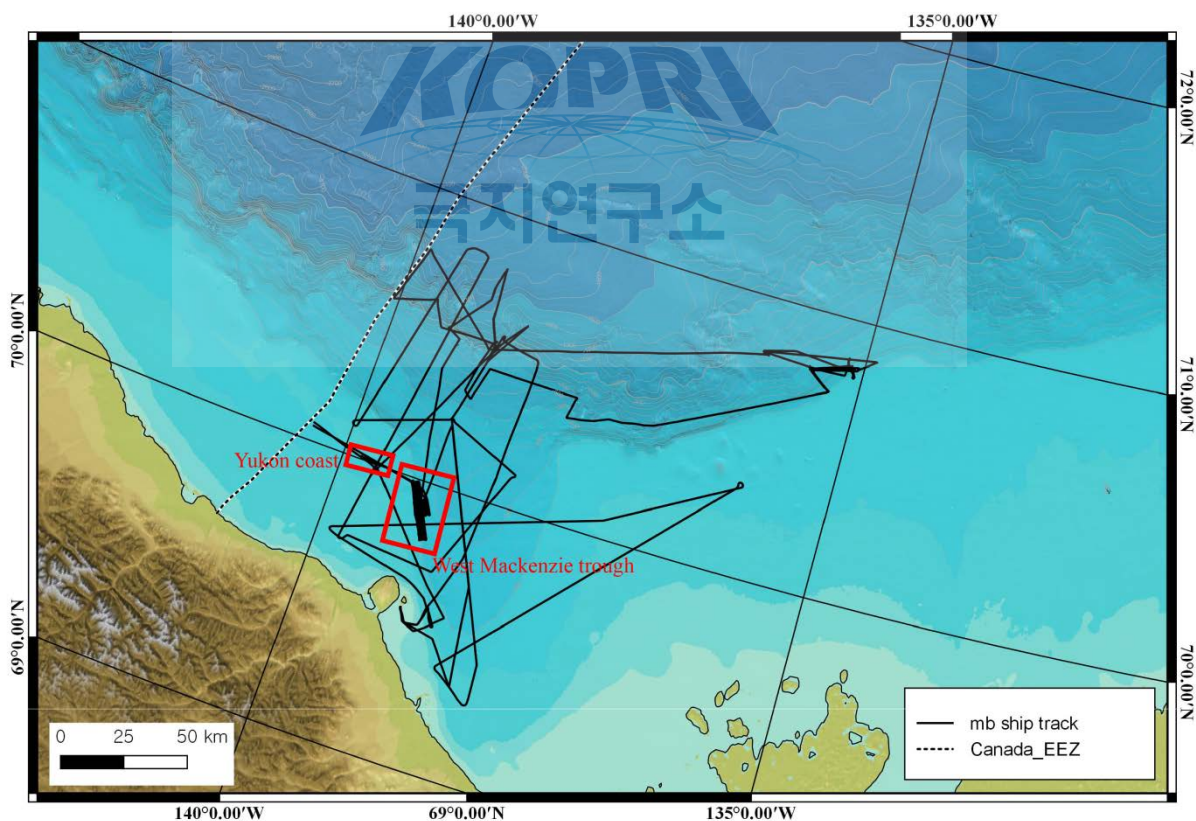 140°0.00'W
135°0.00'W
KOPRI
극지연구소
72°0.00'N
70°0.00'N
71°0.00'N
Yukon coast
West Mackenzie trough
69°0.00'N
70°0.00'N
0 25 50 km
mb ship track
Canada_EEZ
140°0.00'W
69°0.00'N
135°0.00'W